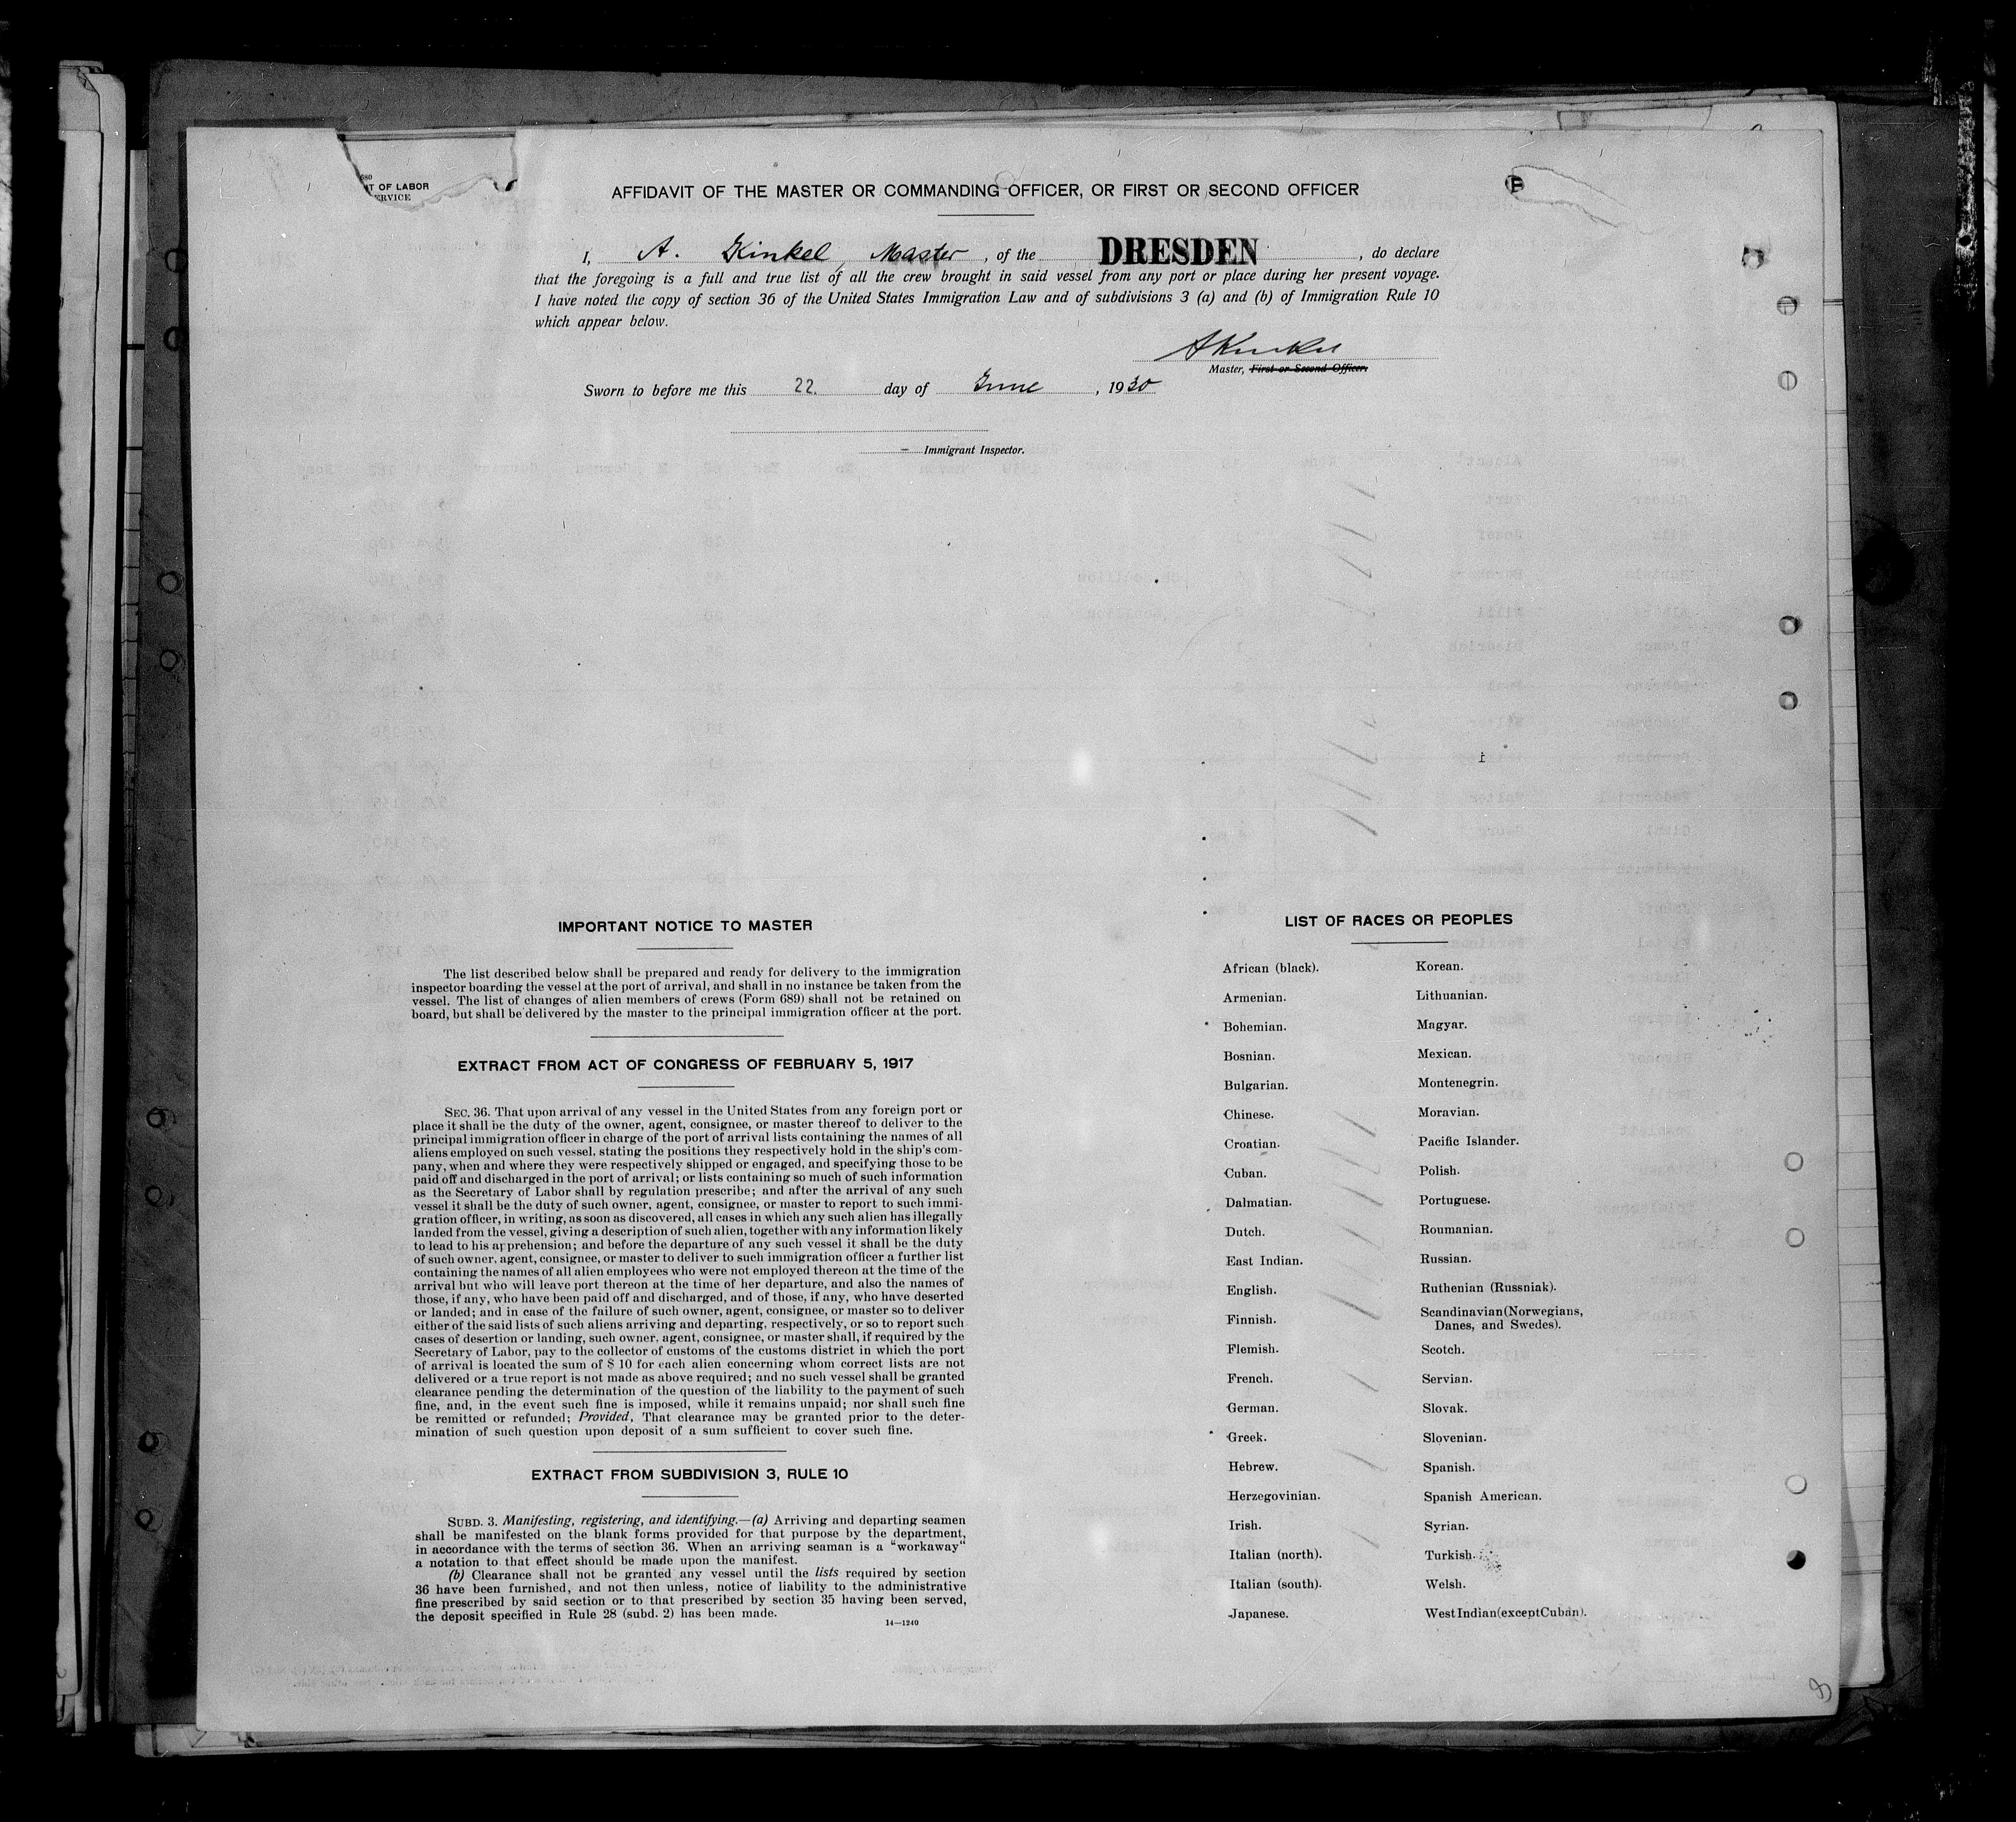 680
T OF LABOR
ERVICE
AFFIDAVIT OF THE MASTER OR COMMANDING OFFICER, OR FIRST OR SECOND OFFICER
I, A. Kinkel, Master, of the DRESDEN, do declare
that the foregoing is a full and true list of all the crew brought in said vessel from any port or place during her present voyage.
I have noted the copy of section 36 of the United States Immigration Law and of subdivisions 3 (a) and (b) of Immigration Rule 10
which appear below.
A Kinkel
Master, First or Second Officer.
Sworn to before me this 22. day of June, 1930
Immigrant Inspector.
IMPORTANT NOTICE TO MASTER
The list described below shall be prepared and ready for delivery to the immigration
inspector boarding the vessel at the port of arrival, and shall in no instance be taken from the
vessel. The list of changes of alien members of crews (Form 689) shall not be retained on
board, but shall be delivered by the master to the principal immigration officer at the port.
EXTRACT FROM ACT OF CONGRESS OF FEBRUARY 5, 1917
SEC. 36. That upon arrival of any vessel in the United States from any foreign port or
place it shall be the duty of the owner, agent, consignee, or master thereof to deliver to the
principal immigration officer in charge of the port of arrival lists containing the names of all
aliens employed on such vessel, stating the positions they respectively hold in the ship's com-
pany, when and where they were respectively shipped or engaged, and specifying those to be
paid off and discharged in the port of arrival; or lists containing so much of such information
as the Secretary of Labor shall by regulation prescribe; and after the arrival of any such
vessel it shall be the duty of such owner, agent, consignee, or master to report to such immi-
gration officer, in writing, as soon as discovered, all cases in which any such alien has illegally
landed from the vessel, giving a description of such alien, together with any information likely
to lead to his apprehension; and before the departure of any such vessel it shall be the duty
of such owner, agent, consignee, or master to deliver to such immigration officer a further list
containing the names of all alien employees who were not employed thereon at the time of the
arrival but who will leave port thereon at the time of her departure, and also the names of
those, if any, who have been paid off and discharged, and of those, if any, who have deserted
or landed; and in case of the failure of such owner, agent, consignee, or master so to deliver
either of the said lists of such aliens arriving and departing, respectively, or so to report such
cases of desertion or landing, such owner, agent, consignee, or master shall, if required by the
Secretary of Labor, pay to the collector of customs of the customs district in which the port
of arrival is located the sum of $ 10 for each alien concerning whom correct lists are not
delivered or a true report is not made as above required; and no such vessel shall be granted
clearance pending the determination of the question of the liability to the payment of such
fine, and, in the event such fine is imposed, while it remains unpaid; nor shall such fine
be remitted or refunded; Provided, That clearance may be granted prior to the deter-
mination of such question upon deposit of a sum sufficient to cover such fine.
EXTRACT FROM SUBDIVISION 3, RULE 10
SUBD. 3. Manifesting, registering, and identifying.—(a) Arriving and departing seamen
shall be manifested on the blank forms provided for that purpose by the department,
in accordance with the terms of section 36. When an arriving seaman is a "workaway"
a notation to that effect should be made upon the manifest.
(b) Clearance shall not be granted any vessel until the lists required by section
36 have been furnished, and not then unless, notice of liability to the administrative
fine prescribed by said section or to that prescribed by section 35 having been served,
the deposit specified in Rule 28 (subd. 2) has been made.
14—1240
LIST OF RACES OR PEOPLES
African (black).
Armenian.
Bohemian.
Bosnian.
Bulgarian.
Chinese.
Croatian.
Cuban.
Dalmatian.
Dutch.
East Indian.
English.
Finnish.
Flemish.
French.
German.
Greek.
Hebrew.
Herzegovinian.
Irish.
Italian (north).
Italian (south).
Japanese.
Korean.
Lithuanian.
Magyar.
Mexican.
Montenegrin.
Moravian.
Pacific Islander.
Polish.
Portuguese.
Roumanian.
Russian.
Ruthenian (Russniak).
Scandinavian (Norwegians,
Danes, and Swedes).
Scotch.
Servian.
Slovak.
Slovenian.
Spanish.
Spanish American.
Syrian.
Turkish.
Welsh.
West Indian (except Cuban).